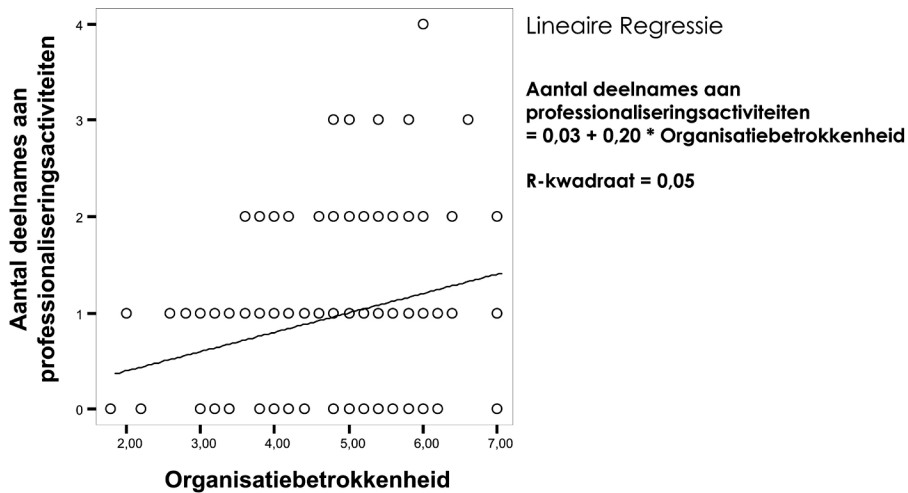 Aantal deelnames aan
professionaliseringsactiviteiten
4
3
2
1
0
2,00
3,00
4,00
5,00
6,00
7,00
Organisatiebetrokkenheid
Lineaire Regressie
Aantal deelnames aan
professionaliseringsactiviteiten
= 0,03 + 0,20 * Organisatiebetrokkenheid
R-kwadraat = 0,05